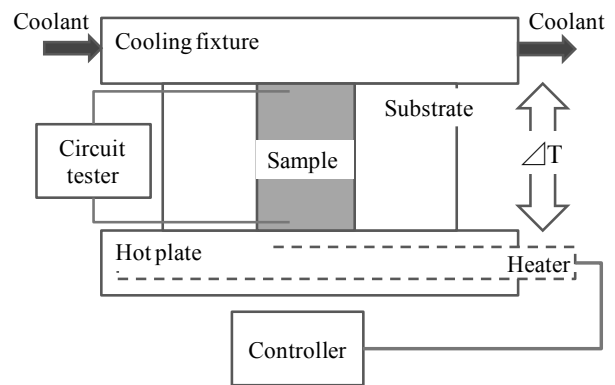 Coolant
Coolant
Cooling fixture
Substrate
Circuit
tester
Sample
⊿T
Hot plate
Heater
Controller